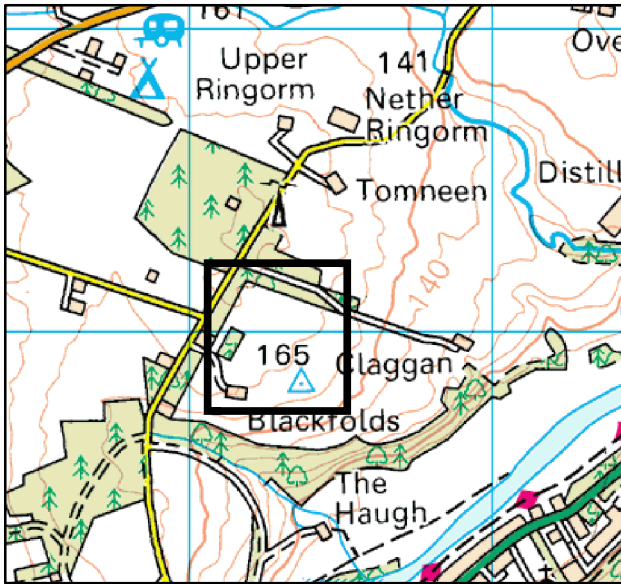 161
Ove
Upper
Ringorm
141
Nether
Ringorm
Tomneen
Distill
140
165
Claggan
Blackfolds
The
Haugh